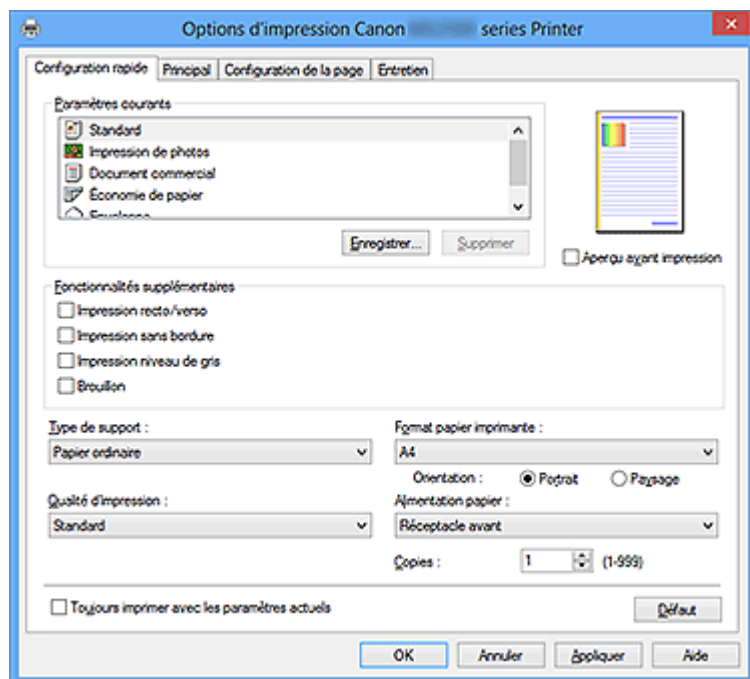 Options d'impression Canon series Printer
Configuration rapide Principal Configuration de la page Entretien
Paramètres courants
Standard
Impression de photos
Document commercial
Économie de papier
Enregistrer... Supprimer
Aperçu avant impression
Fonctionnalités supplémentaires
Impression recto/verso
Impression sans bordure
Impression niveau de gris
Brouillon
Type de support : Format papier imprimante :
Papier ordinaire A4
Orientation : Portrait Paysage
Qualité d'impression : Alimentation papier :
Standard Réceptacle avant
Copies : 1 (1-999)
Toujours imprimer avec les paramètres actuels Défaut
OK Annuler Appliquer Aide